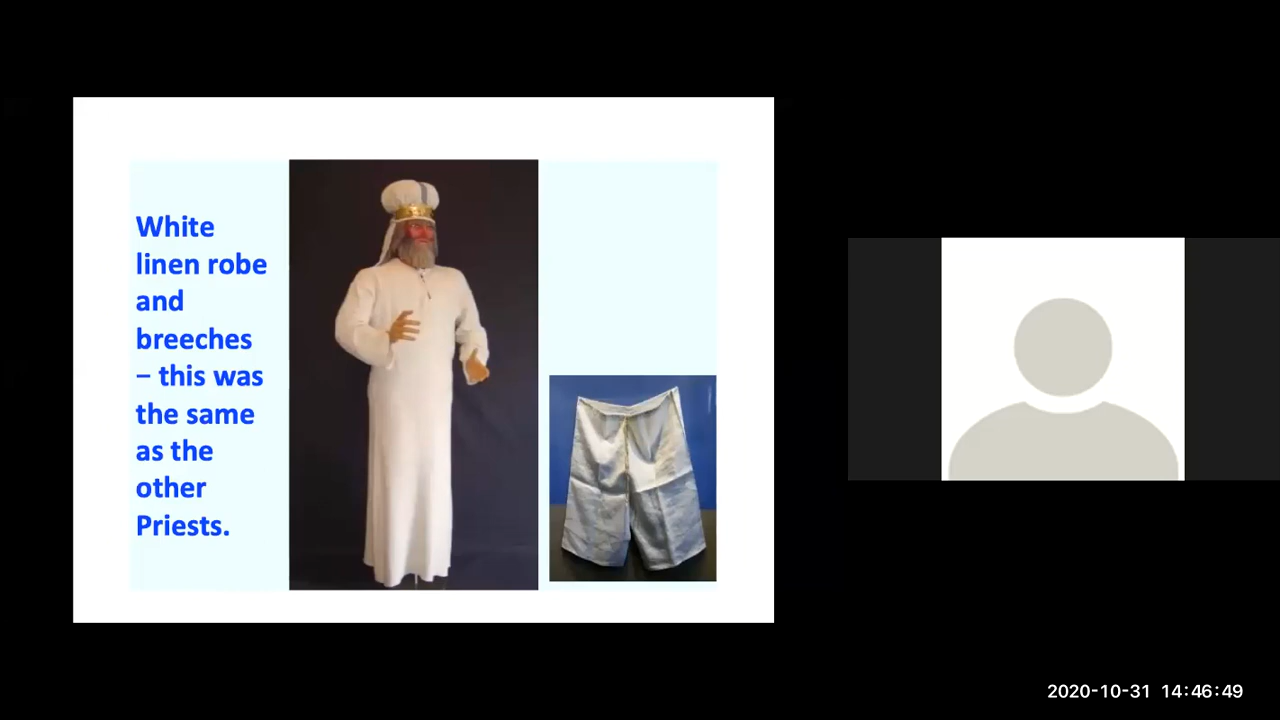 White
linen robe
and
breeches
– this was
the same
as the
other
Priests.
2020-10-31 14:46:49